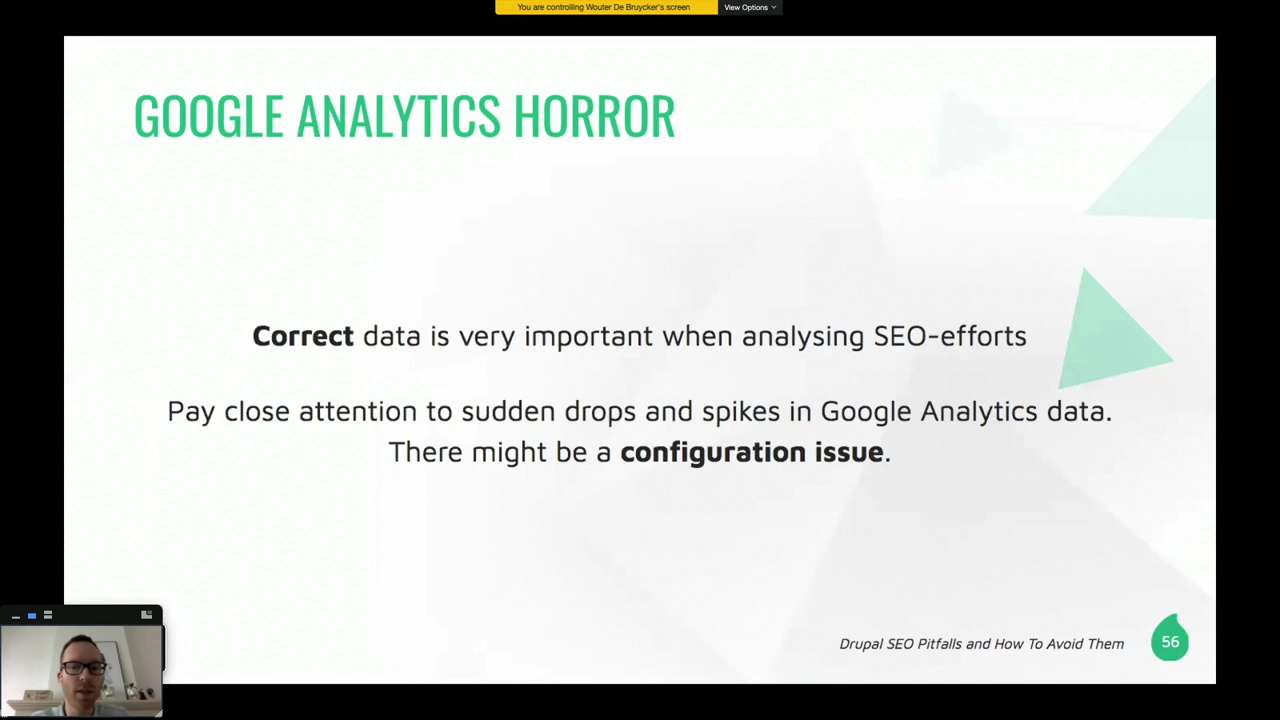 You are controlling Wouter De Bruycker's screen
View Options
GOOGLE ANALYTICS HORROR
Correct data is very important when analysing SEO-efforts
Pay close attention to sudden drops and spikes in Google Analytics data.
There might be a configuration issue.
Drupal SEO Pitfalls and How To Avoid Them
56